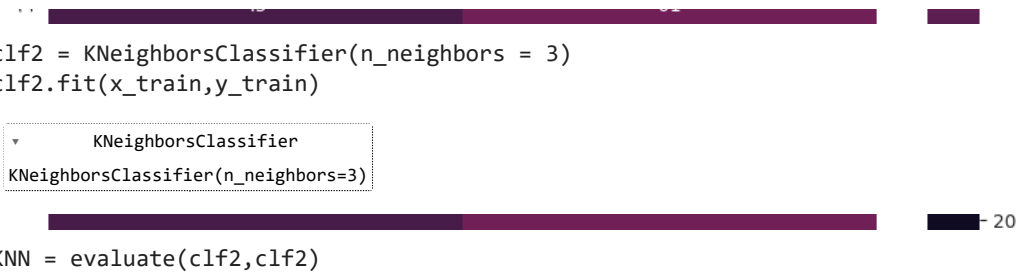 clf2 = KNeighborsClassifier(n_neighbors = 3)
clf2.fit(x_train,y_train)
▾ KNeighborsClassifier
KNeighborsClassifier(n_neighbors=3)
- 20
KNN = evaluate(clf2,clf2)